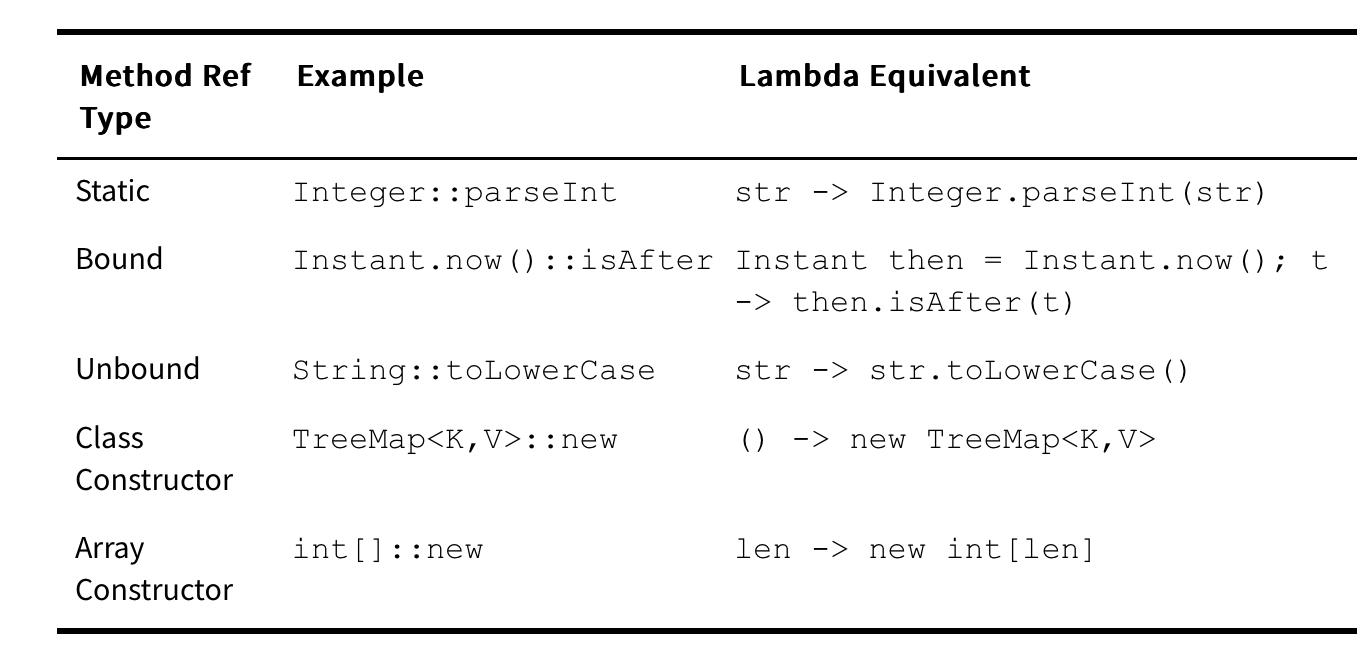 Method Ref Type Example Lambda Equivalent
Static Integer::parseInt str -> Integer.parseInt(str)
Bound Instant.now()::isAfter Instant then = Instant.now(); t
-> then.isAfter(t)
Unbound String::toLowerCase str -> str.toLowerCase()
Class Constructor TreeMap<K,V>::new () -> new TreeMap<K,V>
Array Constructor int[]::new len -> new int[len]